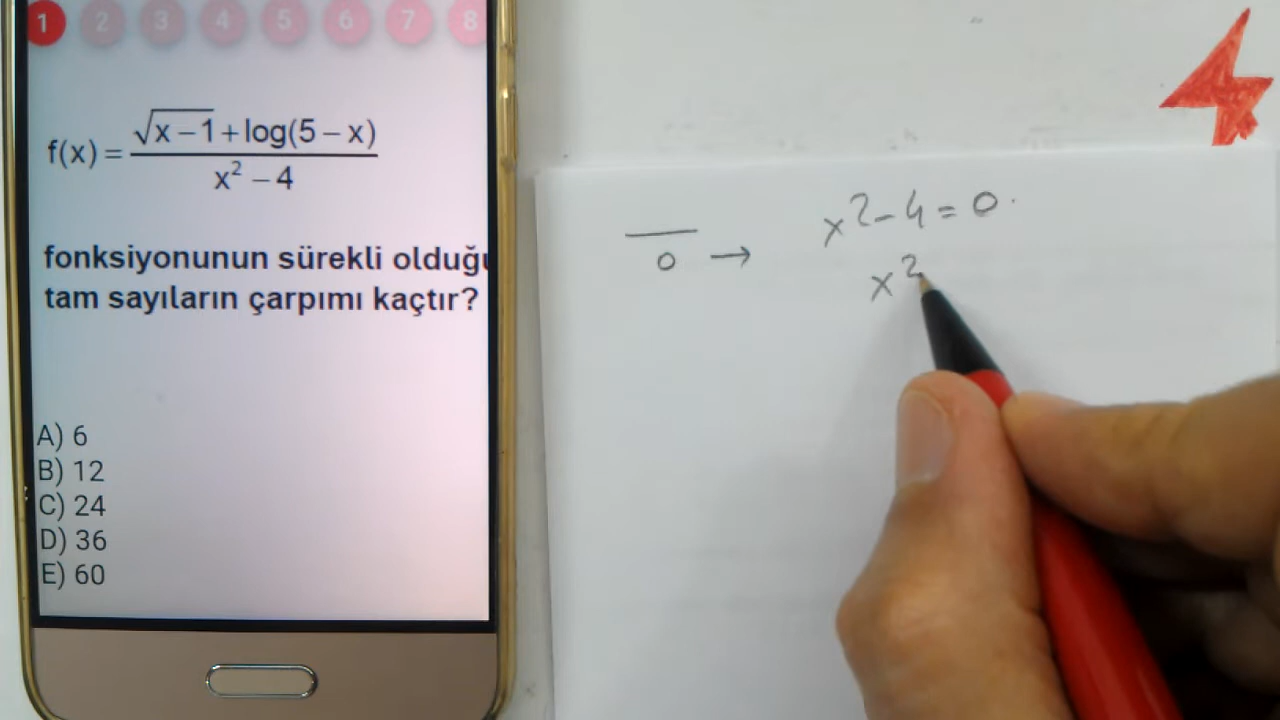 1 2 3 4 5 6 7 8
f(x) = (√(x − 1) + log(5 − x)) / (x² − 4)
fonksiyonunun sürekli olduğu
tam sayıların çarpımı kaçtır?
A) 6
B) 12
C) 24
D) 36
E) 60
x² − 4 = 0
0 →
x²